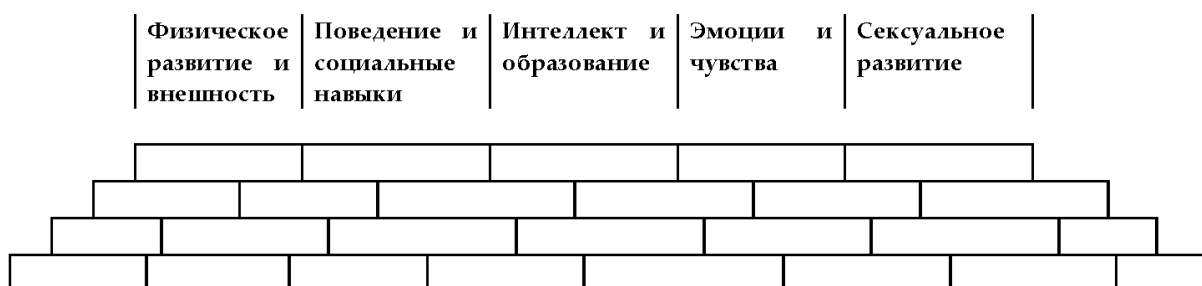 Физическое развитие и внешность
Поведение и социальные навыки
Интеллект и образование
Эмоции и чувства
Сексуальное развитие